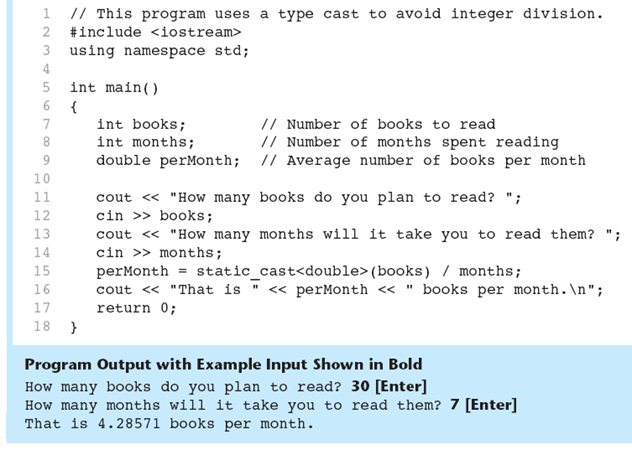 1 // This program uses a type cast to avoid integer division.
2 #include <iostream>
3 using namespace std;
4
5 int main()
6 {
7 int books; // Number of books to read
8 int months; // Number of months spent reading
9 double perMonth; // Average number of books per month
10
11 cout << "How many books do you plan to read? ";
12 cin >> books;
13 cout << "How many months will it take you to read them? ";
14 cin >> months;
15 perMonth = static_cast<double>(books) / months;
16 cout << "That is " << perMonth << " books per month.\n";
17 return 0;
18 }
Program Output with Example Input Shown in Bold
How many books do you plan to read? 30 [Enter]
How many months will it take you to read them? 7 [Enter]
That is 4.28571 books per month.